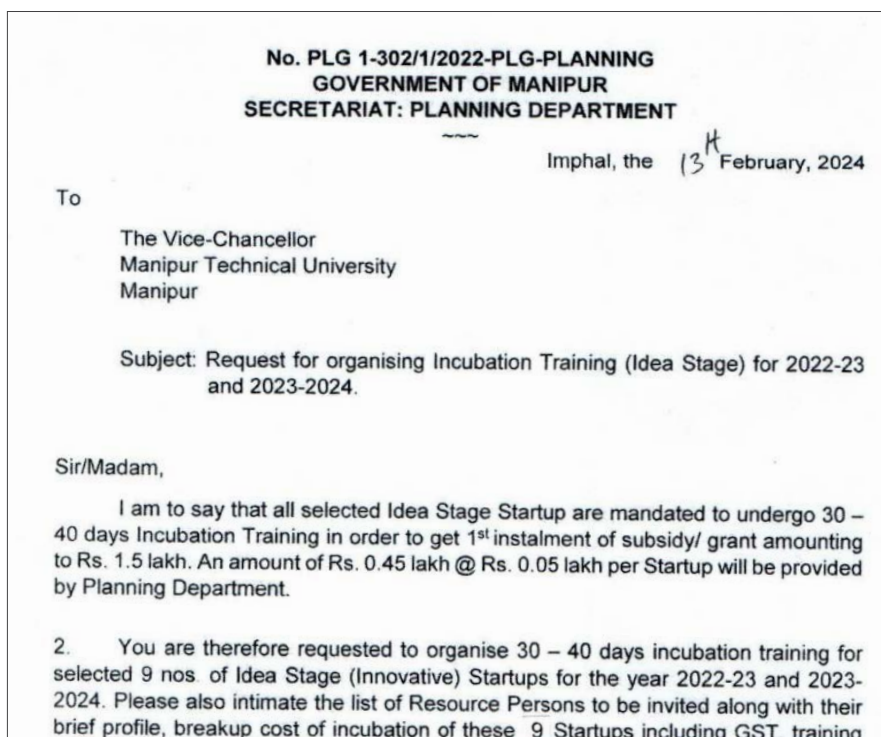 No. PLG 1-302/1/2022-PLG-PLANNING
GOVERNMENT OF MANIPUR
SECRETARIAT: PLANNING DEPARTMENT
~~~
Imphal, the 13th February, 2024
To
The Vice-Chancellor
Manipur Technical University
Manipur
Subject: Request for organising Incubation Training (Idea Stage) for 2022-23
and 2023-2024.
Sir/Madam,
I am to say that all selected Idea Stage Startup are mandated to undergo 30 –
40 days Incubation Training in order to get 1st instalment of subsidy/ grant amounting
to Rs. 1.5 lakh. An amount of Rs. 0.45 lakh @ Rs. 0.05 lakh per Startup will be provided
by Planning Department.
2. You are therefore requested to organise 30 – 40 days incubation training for
selected 9 nos. of Idea Stage (Innovative) Startups for the year 2022-23 and 2023-
2024. Please also intimate the list of Resource Persons to be invited along with their
brief profile, breakup cost of incubation of these 9 Startups including GST, training